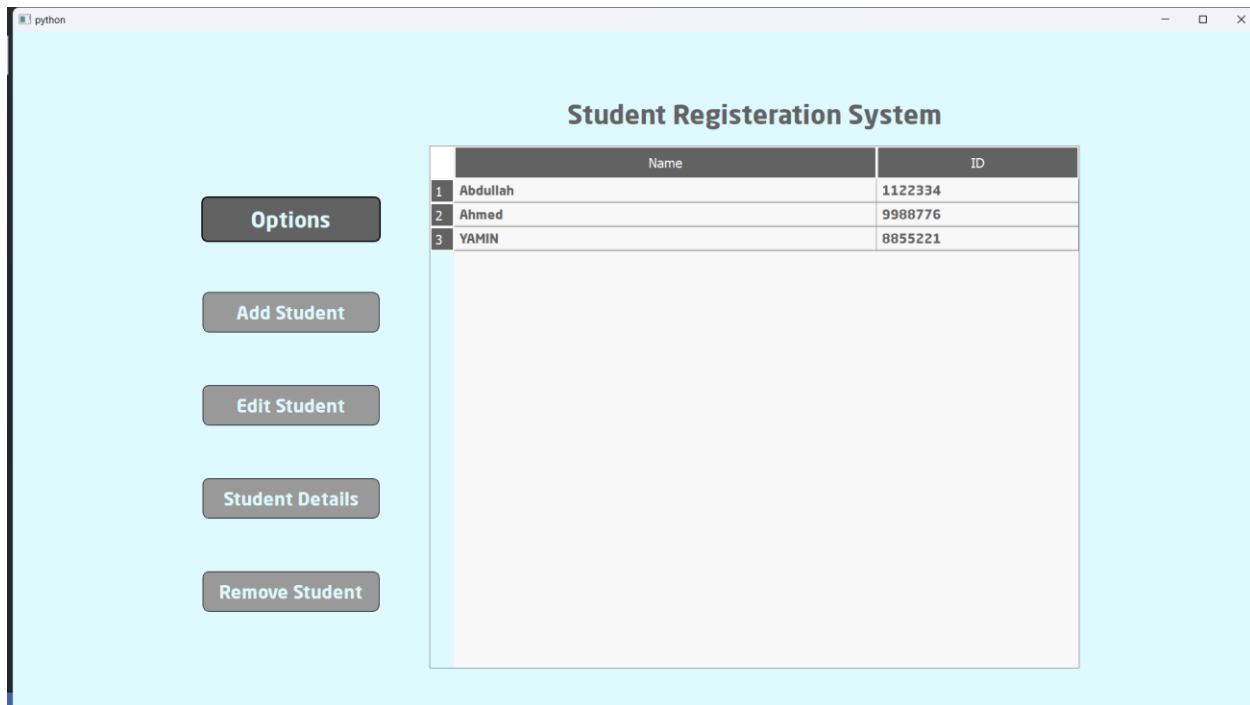 python
Student Registeration System
Name ID
1 Abdullah 1122334
2 Ahmed 9988776
3 YAMIN 8855221
Options
Add Student
Edit Student
Student Details
Remove Student